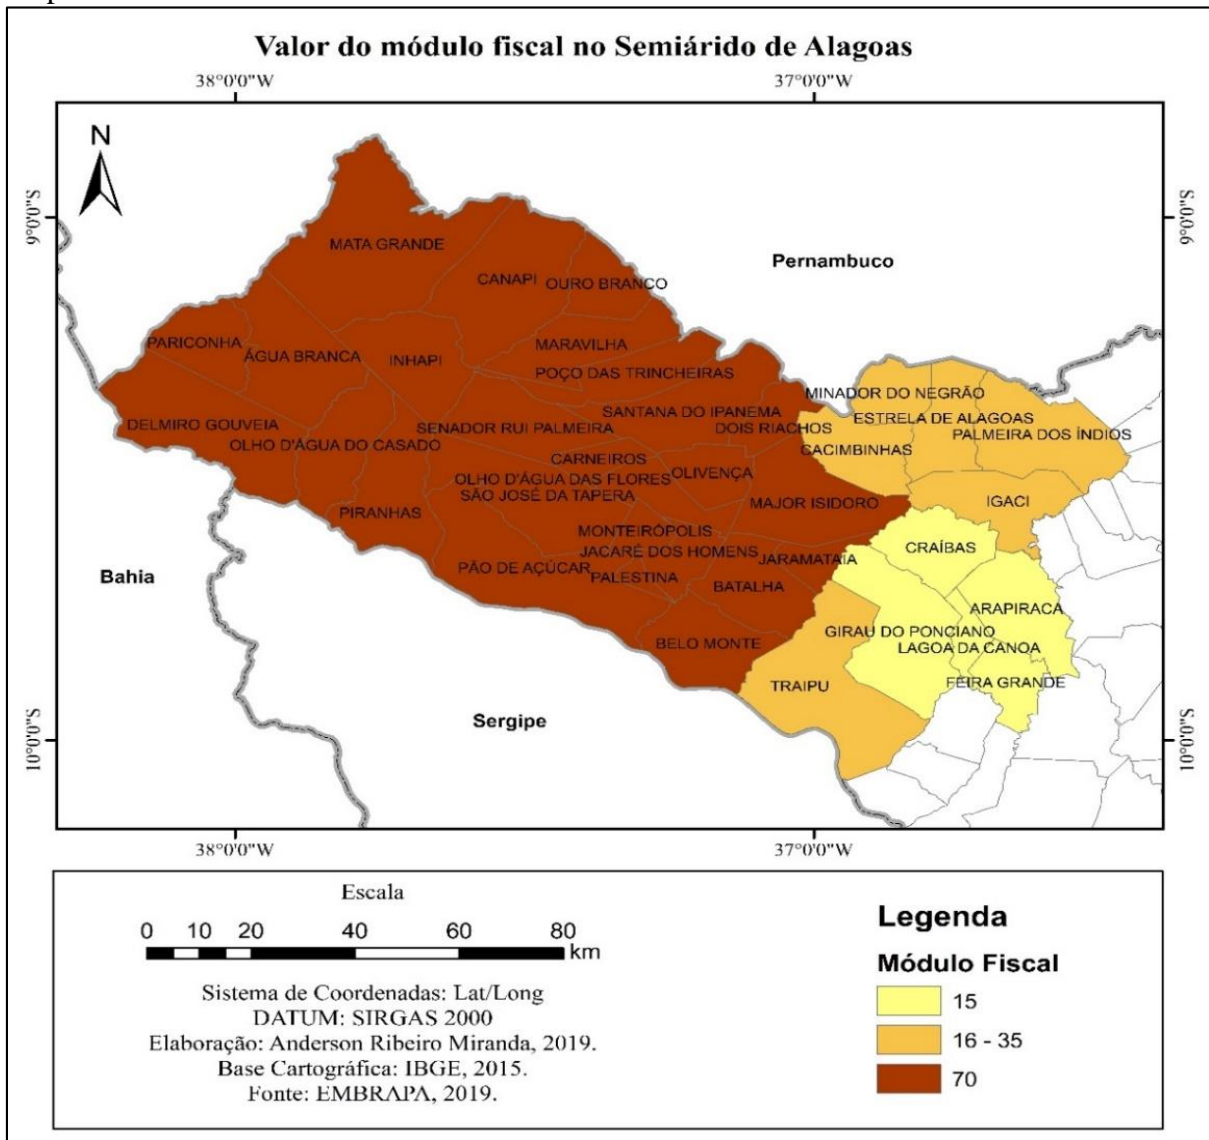 Valor do módulo fiscal no Semiárido de Alagoas
38°0'0"W 37°0'0"W
N
9°0'0"S 9°0'0"S
MATA GRANDE
Pernambuco
CANAPI
OURO BRANCO
PARICONHA
MARAVILHA
ÁGUA BRANCA
INHAPI
POÇO DAS TRINCHEIRAS
MINADOR DO NEGRÃO
SANTANA DO IPANEMA
ESTRELA DE ALAGOAS
DELMIRO GOUVEIA
SENADOR RUI PALMEIRA
DOIS RIACHOS
PALMEIRA DOS ÍNDIOS
OLHO D'ÁGUA DO CASADO
CACIMBINHAS
CARNEIROS
OLIVENÇA
OLHO D'ÁGUA DAS FLORES
SÃO JOSÉ DA TAPERA
MAJOR ISIDORO
IGACI
PIRANHAS
MONTEIRÓPOLIS
CRAÍBAS
JACARÉ DOS HOMENS
JARAMATAIA
PÃO DE AÇÚCAR
Bahia
PALESTINA
BATALHA
ARAPIRACA
GIRAU DO PONCIANO
BELO MONTE
LAGOA DA CANOA
TRAIPU
FEIRA GRANDE
Sergipe
10°0'0"S 10°0'0"S
38°0'0"W 37°0'0"W
Escala
0 10 20 40 60 80
km
Sistema de Coordenadas: Lat/Long
DATUM: SIRGAS 2000
Elaboração: Anderson Ribeiro Miranda, 2019.
Base Cartográfica: IBGE, 2015.
Fonte: EMBRAPA, 2019.
Legenda
Módulo Fiscal
15
16 - 35
70